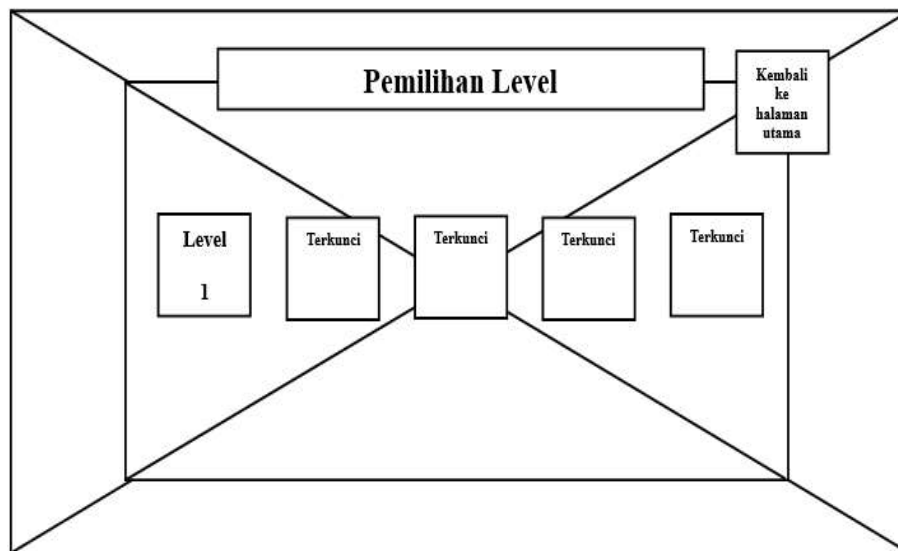 Pemilihan Level
Kembali
ke
halaman
utama
Level
1
Terkunci
Terkunci
Terkunci
Terkunci